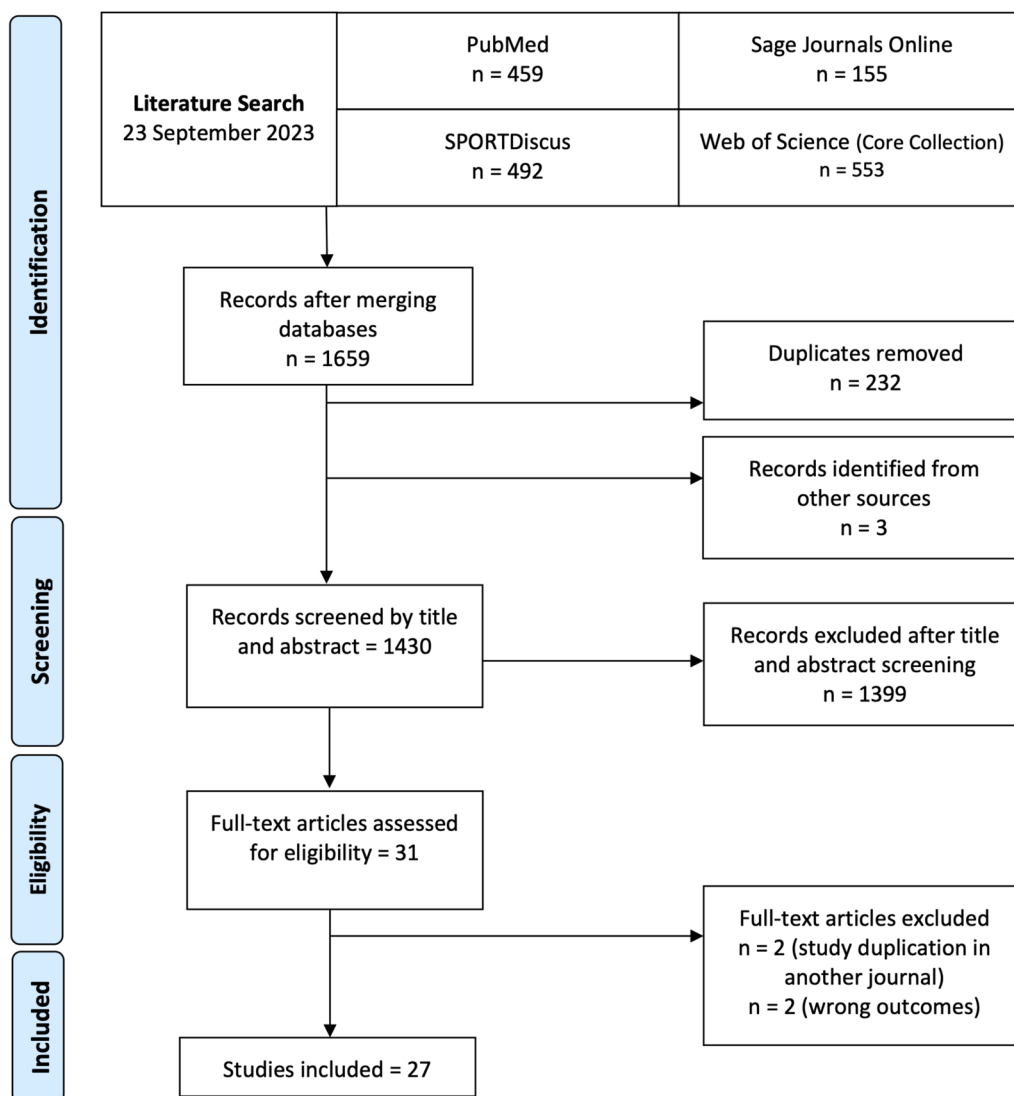 Identification
Literature Search
23 September 2023
PubMed
n = 459
Sage Journals Online
n = 155
SPORTDiscus
n = 492
Web of Science (Core Collection)
n = 553
Records after merging
databases
n = 1659
Duplicates removed
n = 232
Records identified from
other sources
n = 3
Screening
Records screened by title
and abstract = 1430
Records excluded after title
and abstract screening
n = 1399
Eligibility
Full-text articles assessed
for eligibility = 31
Full-text articles excluded
n = 2 (study duplication in
another journal)
n = 2 (wrong outcomes)
Included
Studies included = 27